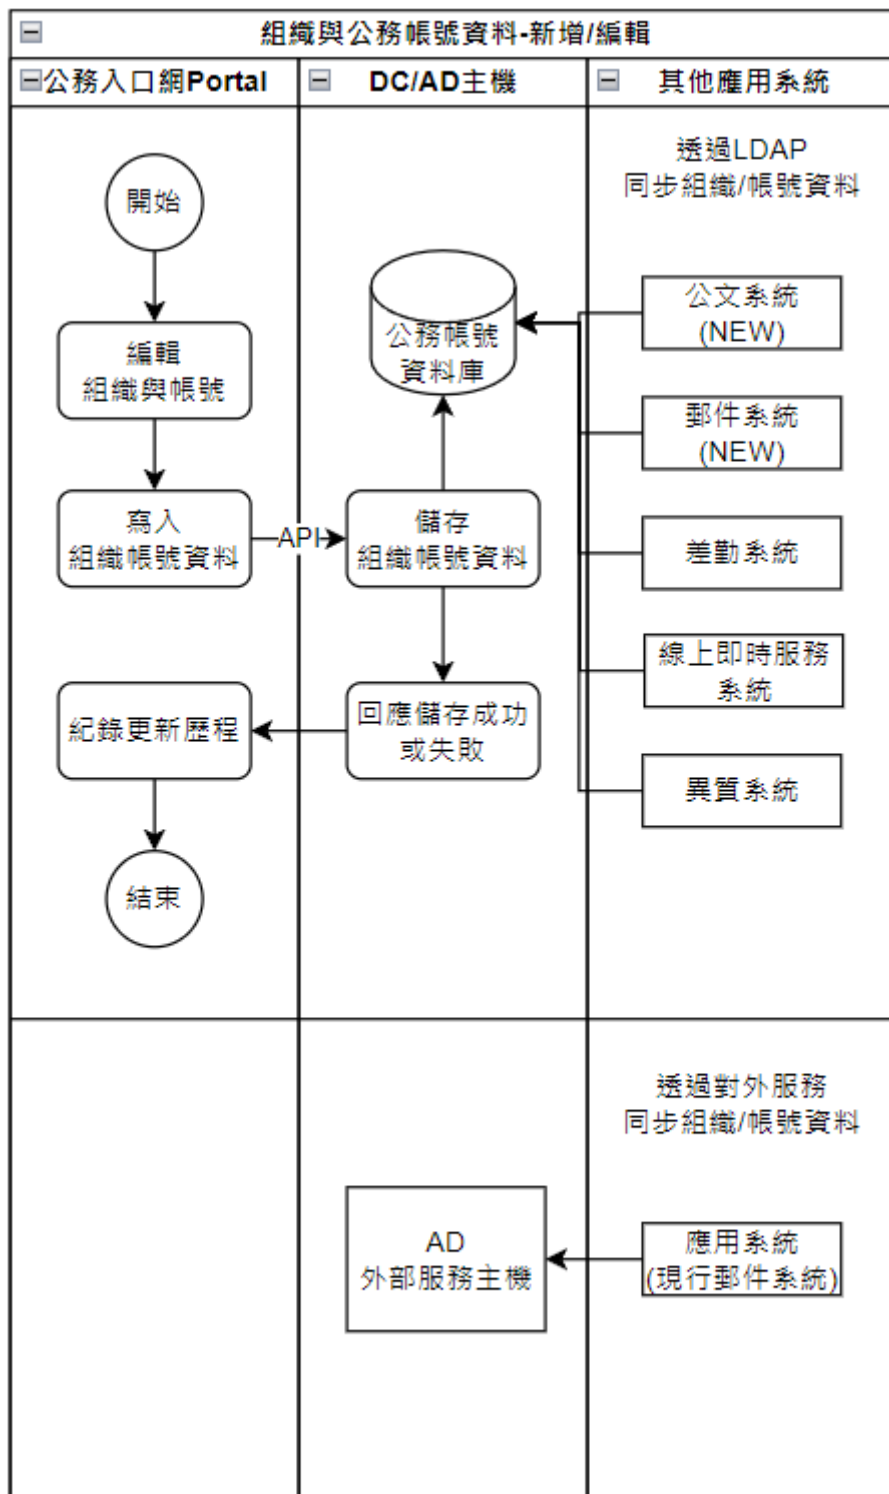 組織與公務帳號資料-新增/編輯
公務入口網Portal
DC/AD主機
其他應用系統
透過LDAP
同步組織/帳號資料
開始
公文系統
(NEW)
公務帳號
資料庫
編輯
組織與帳號
郵件系統
(NEW)
寫入
組織帳號資料
API
儲存
組織帳號資料
差勤系統
線上即時服務
系統
紀錄更新歷程
回應儲存成功
或失敗
異質系統
結束
透過對外服務
同步組織/帳號資料
AD
外部服務主機
應用系統
(現行郵件系統)